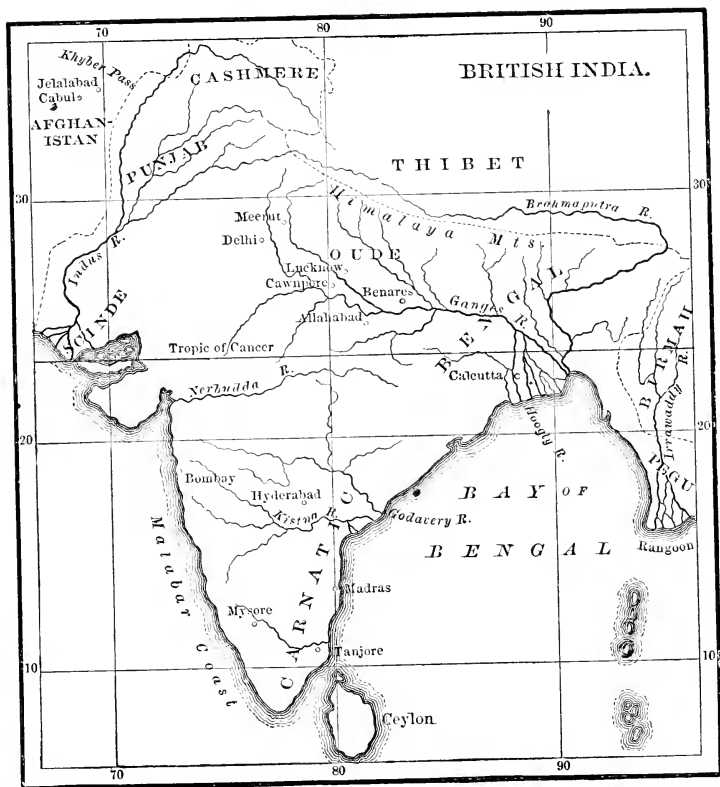 70
80
90
Khyber Pass
CASHMERE
BRITISH INDIA.
Jelalabad
Cabul
AFGHAN-
ISTAN
PUNJAB
THIBET
30
30
Himalaya Mts.
Brohmaputra R.
Meerut
Delhi
OUDE
Indus R.
Lucknow
Cawnpore
Benares
Ganges R.
BENGAL
Allahabad
SCINDE
Tropic of Cancer
BIRMAH
Irrawaddy R.
Calcutta
Nerbudda R.
Hoogly R.
20
20
PEGU
Bombay
Hyderabad
Kistna R.
Godavery R.
BAY OF
BENGAL
Rangoon
Malabar Coast
CARNATIC
Madras
Mysore
Tanjore
10
10
Ceylon
70
80
90